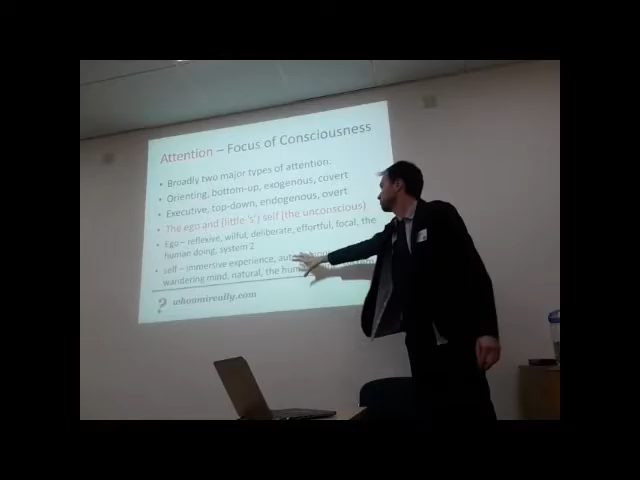 Attention – Focus of Consciousness
• Broadly two major types of attention:
• Orienting, bottom-up, exogenous, covert
• Executive, top-down, endogenous, overt
• The ego and (little 's') self (the unconscious)
• Ego – reflexive, wilful, deliberate, effortful, focal, the
human doing, system 2
• self – immersive experience,
wandering mind, natural, the
? whoamireally.com